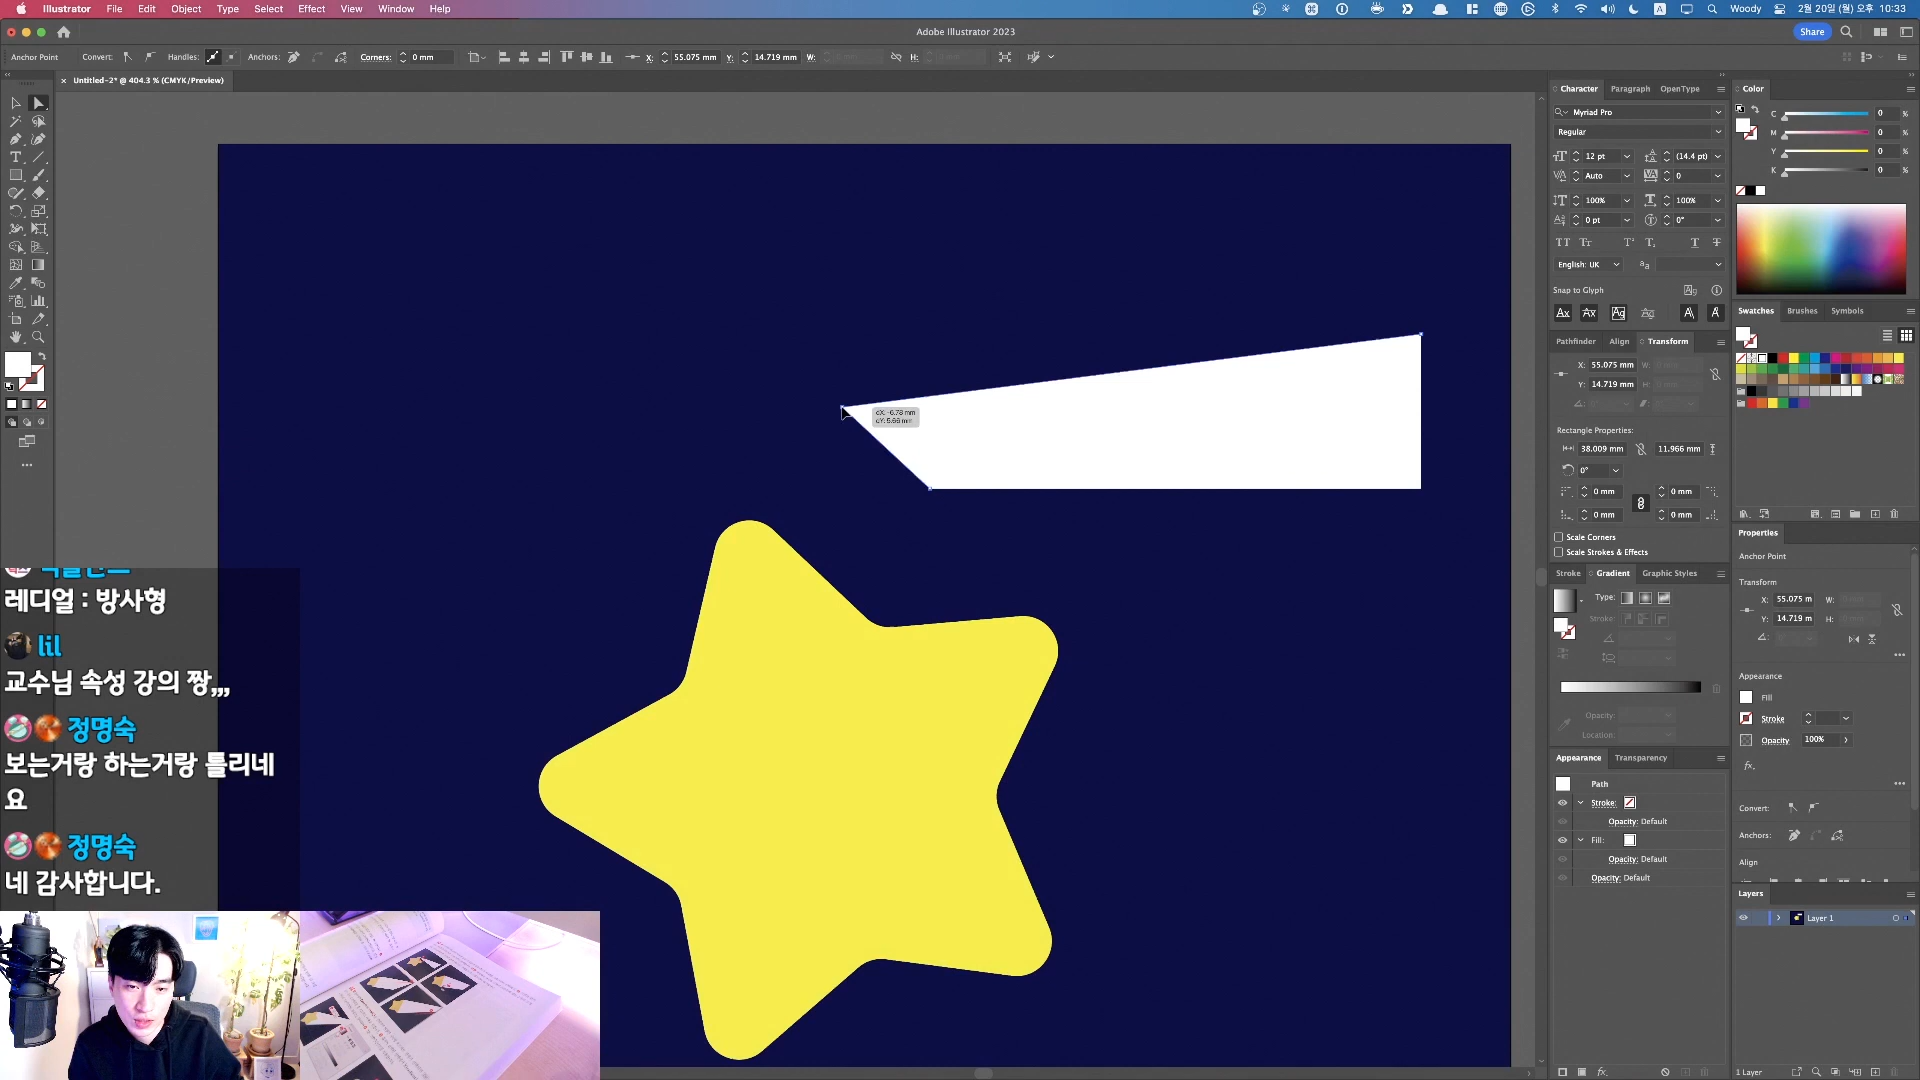 Illustrator File Edit Object Type Select Effect View Window Help
A Woody 2월 20일 (월) 오후 10:33
Adobe Illustrator 2023
Share
Anchor Point Convert: Handles: Anchors: Corners: 0 mm X: 55.075 mm Y: 14.719 mm W: H:
Untitled-2* @ 404.3 % (CMYK/Preview)
dX: -6.78 mm
dY: 5.66 mm
레디얼 : 방사형
lil
교수님 속성 강의 짱,,,
정명숙
보는거랑 하는거랑 틀리네
요
정명숙
네 감사합니다.
Character Paragraph OpenType
Myriad Pro
Regular
12 pt (14.4 pt)
Auto 0
100% 100%
0 pt 0°
English: UK
Snap to Glyph
Pathfinder Align Transform
X: 55.075 mm W:
Y: 14.719 mm H:
Rectangle Properties:
38.009 mm 11.966 mm
0°
0 mm 0 mm
0 mm 0 mm
Scale Corners
Scale Strokes & Effects
Stroke Gradient Graphic Styles
Type:
Stroke:
Opacity:
Location:
Appearance Transparency
Path
Stroke:
Opacity: Default
Fill:
Opacity: Default
Opacity: Default
Color
C 0 %
M 0 %
Y 0 %
K 0 %
Swatches Brushes Symbols
Properties
Anchor Point
Transform
X: 55.075 m W:
Y: 14.719 m H:
Appearance
Fill
Stroke
Opacity 100%
fx.
Convert:
Anchors:
Align
Layers
Layer 1
1 Layer